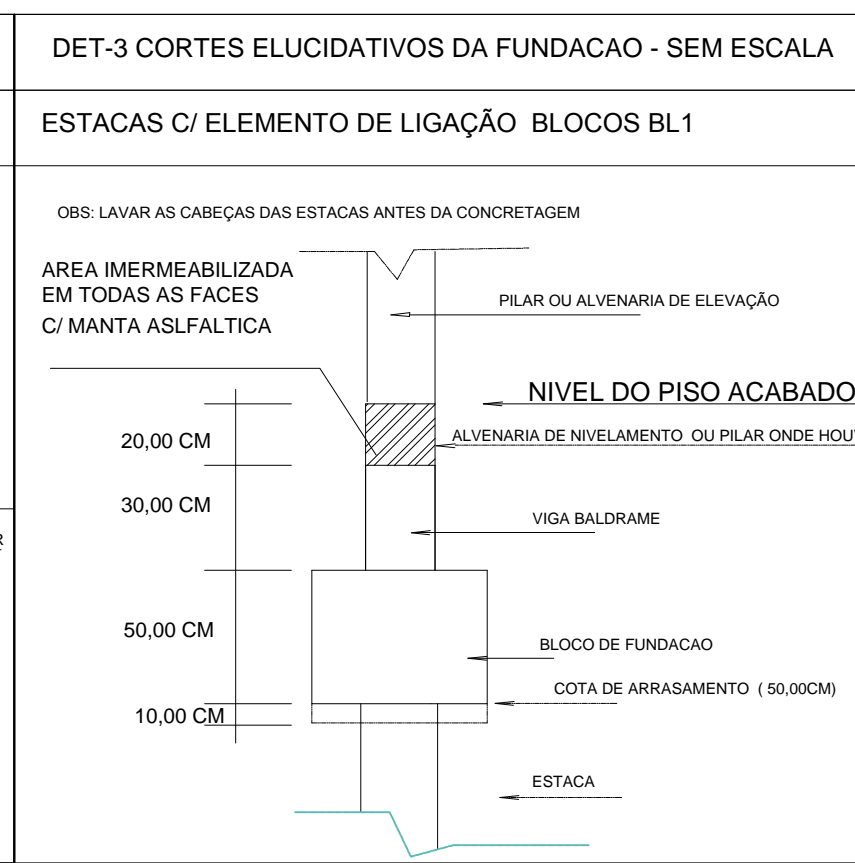 DET-3 CORTES ELUCIDATIVOS DA FUNDACAO - SEM ESCALA
ESTACAS C/ ELEMENTO DE LIGAÇÃO BLOCOS BL1
OBS: LAVAR AS CABEÇAS DAS ESTACAS ANTES DA CONCRETAGEM
AREA IMERMEABILIZADA
EM TODAS AS FACES
C/ MANTA ASLFALTICA
PILAR OU ALVENARIA DE ELEVAÇÃO
NIVEL DO PISO ACABADO
20,00 CM
ALVENARIA DE NIVELAMENTO OU PILAR ONDE
30,00 CM
VIGA BALDRAME
50,00 CM
BLOCO DE FUNDACAO
COTA DE ARRASAMENTO ( 50,00CM)
10,00 CM
ESTACA